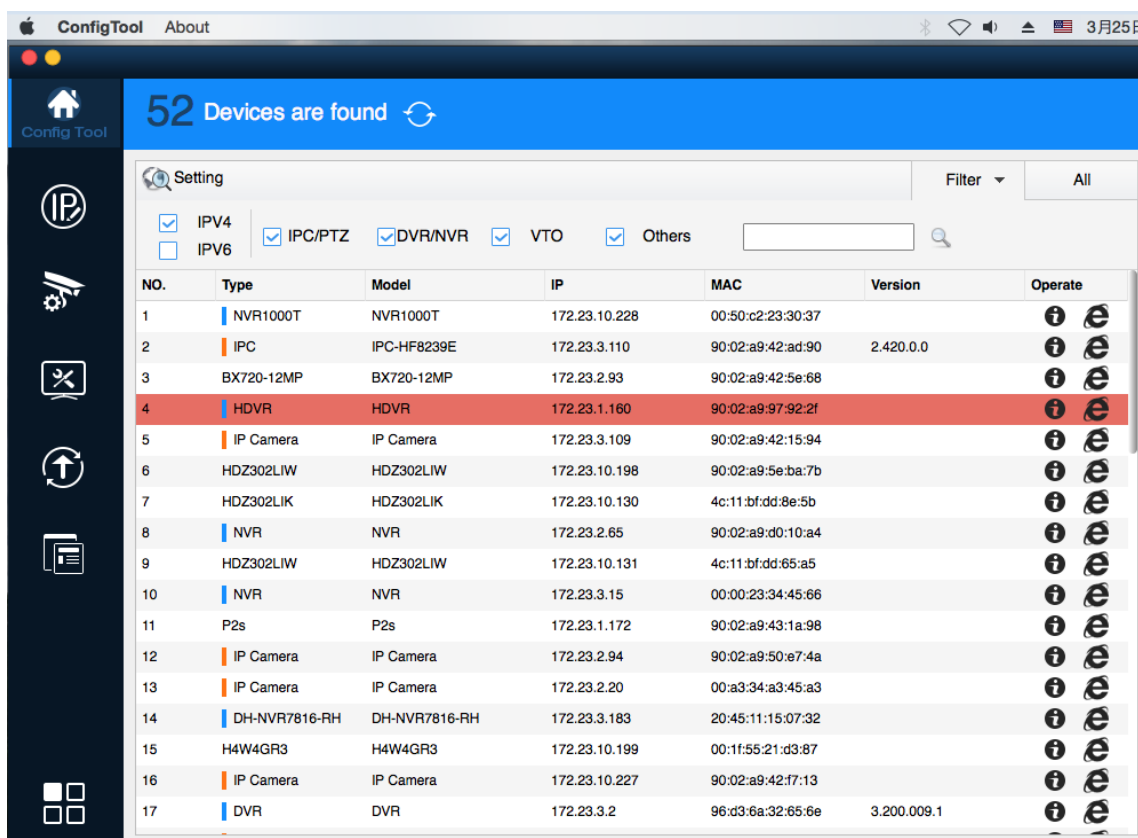 ConfigTool About 3月25日
Config Tool
52 Devices are found
Setting Filter All
IPV4
IPV6
IPC/PTZ DVR/NVR VTO Others
NO. Type Model IP MAC Version Operate
1 NVR1000T NVR1000T 172.23.10.228 00:50:c2:23:30:37
2 IPC IPC-HF8239E 172.23.3.110 90:02:a9:42:ad:90 2.420.0.0
3 BX720-12MP BX720-12MP 172.23.2.93 90:02:a9:42:5e:68
4 HDVR HDVR 172.23.1.160 90:02:a9:97:92:2f
5 IP Camera IP Camera 172.23.3.109 90:02:a9:42:15:94
6 HDZ302LIW HDZ302LIW 172.23.10.198 90:02:a9:5e:ba:7b
7 HDZ302LIK HDZ302LIK 172.23.10.130 4c:11:bf:dd:8e:5b
8 NVR NVR 172.23.2.65 90:02:a9:d0:10:a4
9 HDZ302LIW HDZ302LIW 172.23.10.131 4c:11:bf:dd:65:a5
10 NVR NVR 172.23.3.15 00:00:23:34:45:66
11 P2s P2s 172.23.1.172 90:02:a9:43:1a:98
12 IP Camera IP Camera 172.23.2.94 90:02:a9:50:e7:4a
13 IP Camera IP Camera 172.23.2.20 00:a3:34:a3:45:a3
14 DH-NVR7816-RH DH-NVR7816-RH 172.23.3.183 20:45:11:15:07:32
15 H4W4GR3 H4W4GR3 172.23.10.199 00:1f:55:21:d3:87
16 IP Camera IP Camera 172.23.10.227 90:02:a9:42:f7:13
17 DVR DVR 172.23.3.2 96:d3:6a:32:65:6e 3.200.009.1
IP